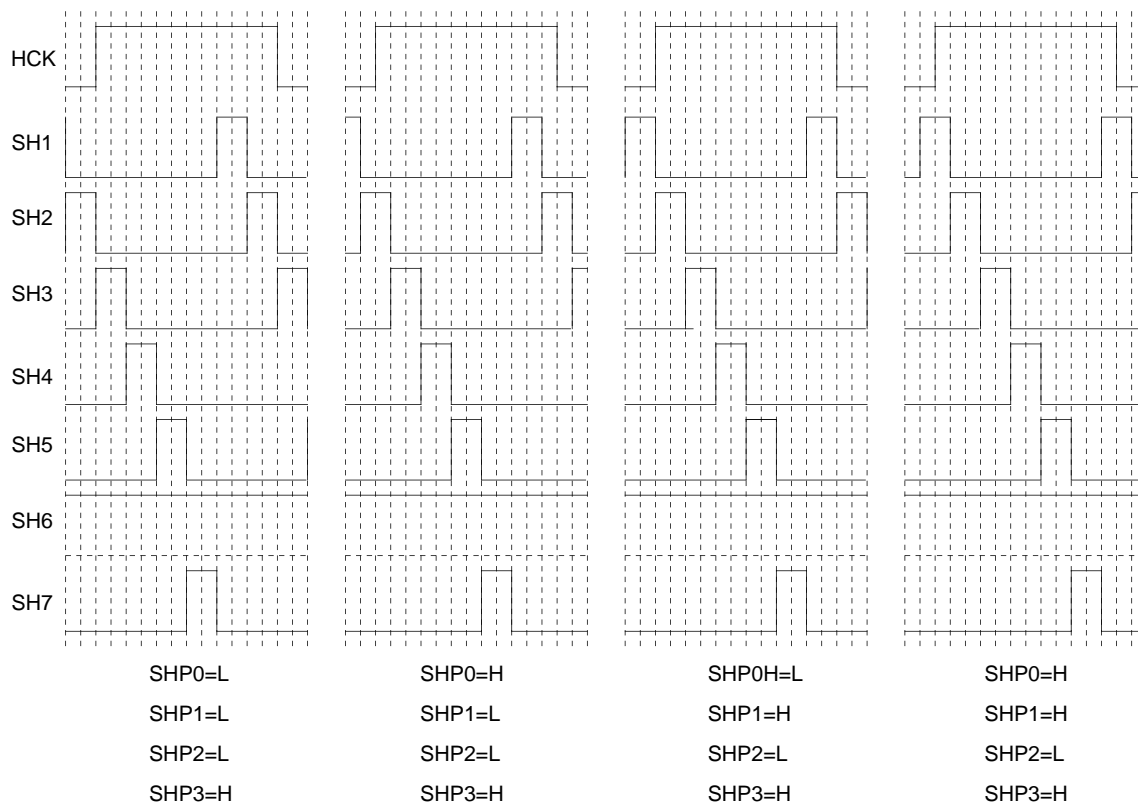 HCK
SH1
SH2
SH3
SH4
SH5
SH6
SH7
SHP0=L SHP0=H SHP0H=L SHP0=H
SHP1=L SHP1=L SHP1=H SHP1=H
SHP2=L SHP2=L SHP2=L SHP2=L
SHP3=H SHP3=H SHP3=H SHP3=H